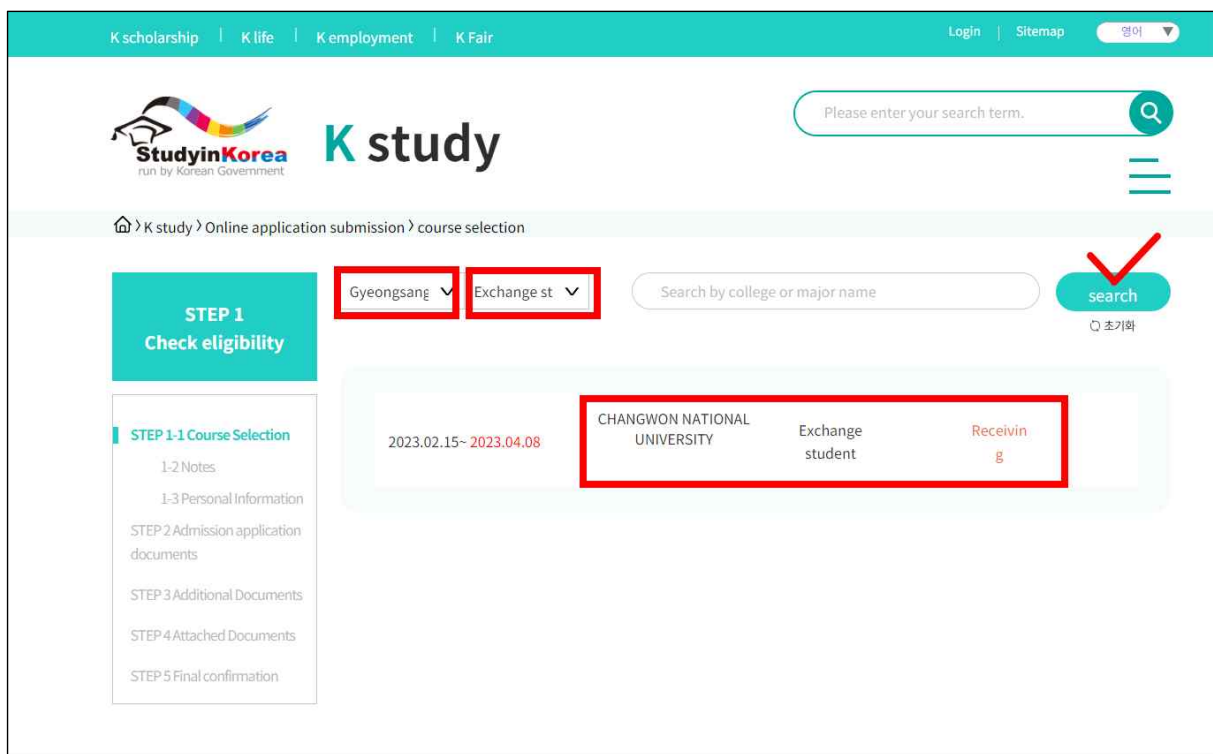 K scholarship | K life | K employment | K Fair
Login | Sitemap
영어 ▼
StudyinKorea
run by Korean Government
K study
Please enter your search term.
K study > Online application submission > course selection
STEP 1
Check eligibility
Gyeongsang
Exchange st
Search by college or major name
search
초기화
STEP 1-1 Course Selection
1-2 Notes
1-3 Personal Information
STEP 2 Admission application
documents
STEP 3 Additional Documents
STEP 4 Attached Documents
STEP 5 Final confirmation
2023.02.15~ 2023.04.08
CHANGWON NATIONAL
UNIVERSITY
Exchange
student
Receivin
g